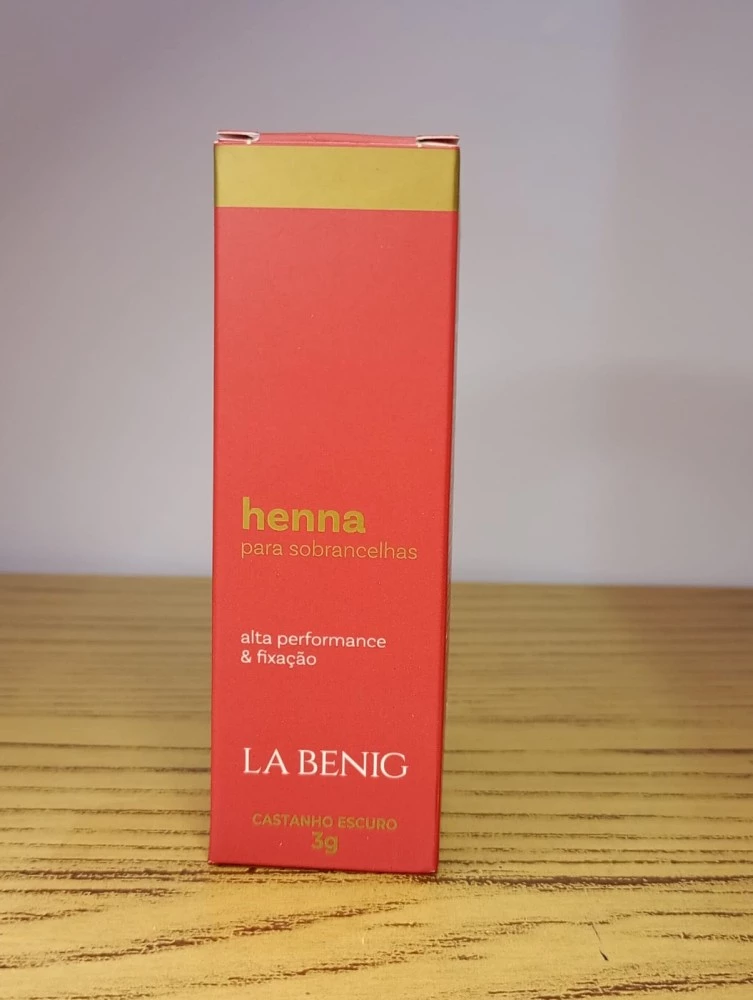 henna
para sobrancelhas
alta performance
& fixação
LA BENIG
CASTANHO ESCURO
3g